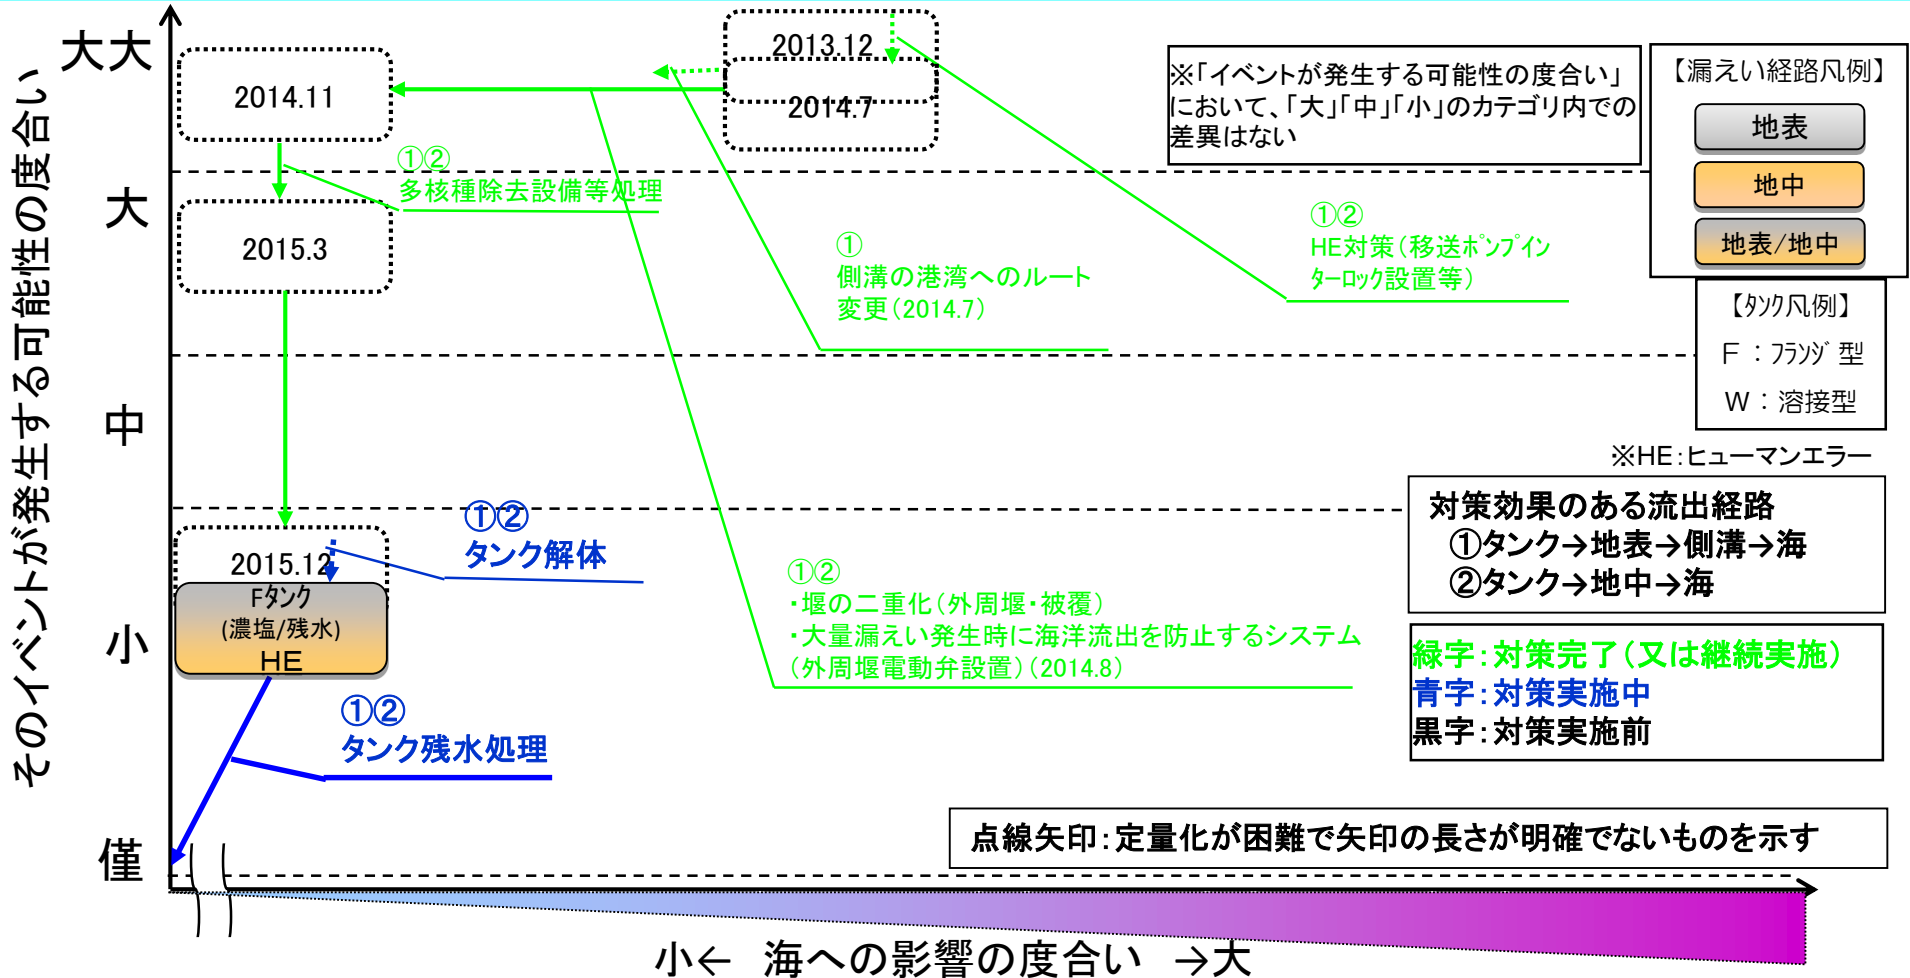 そのイベントが発生する可能性の度合い
大大
大
中
小
僅
2013.12
2014.7
2014.11
2015.3
2015.12
Fタンク
(濃塩/残水)
HE
①②
多核種除去設備等処理
①
側溝の港湾へのルート
変更(2014.7)
①②
HE対策(移送ポンプイン
ターロック設置等)
①②
・堰の二重化(外周堰・被覆)
・大量漏えい発生時に海洋流出を防止するシステム
(外周堰電動弁設置)(2014.8)
①②
タンク解体
①②
タンク残水処理
※「イベントが発生する可能性の度合い」
において、「大」「中」「小」のカテゴリ内での
差異はない
【漏えい経路凡例】
地表
地中
地表/地中
【タンク凡例】
F:フランジ型
W:溶接型
※HE:ヒューマンエラー
対策効果のある流出経路
①タンク→地表→側溝→海
②タンク→地中→海
緑字:対策完了(又は継続実施)
青字:対策実施中
黒字:対策実施前
点線矢印:定量化が困難で矢印の長さが明確でないものを示す
小← 海への影響の度合い →大